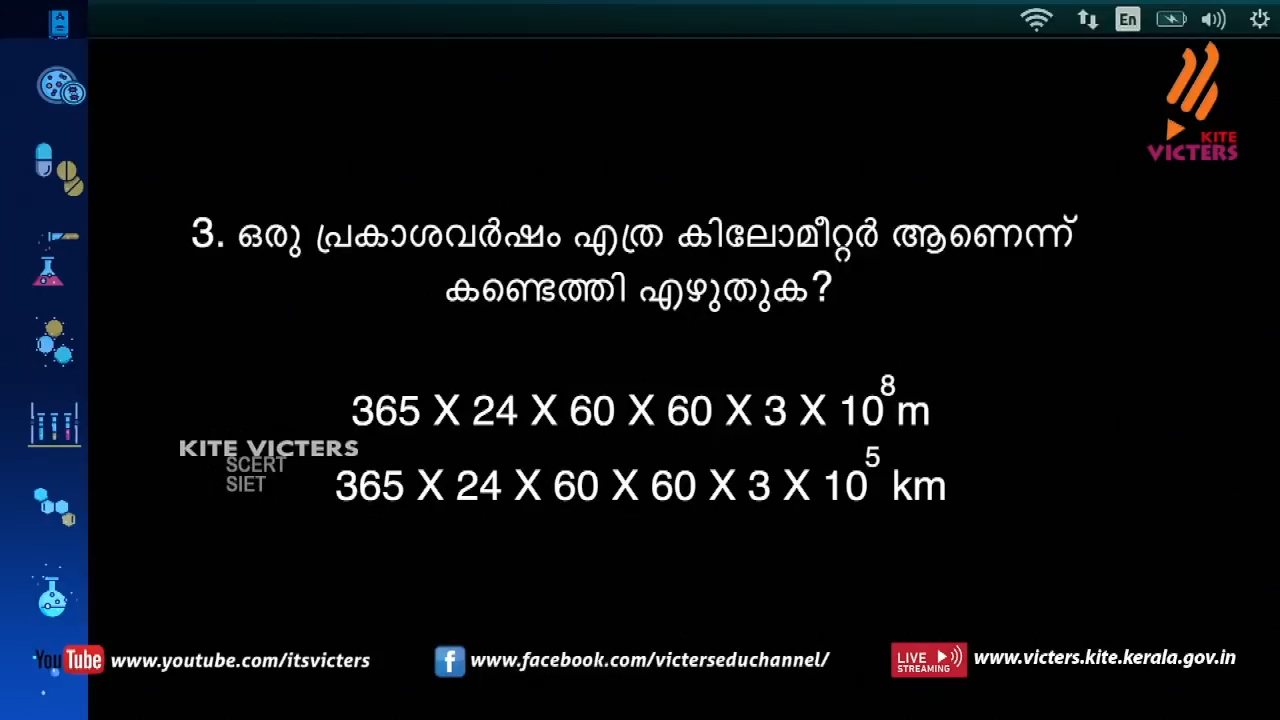 En
KITE
VICTERS
3. ഒരു പ്രകാശവർഷം എത്ര കിലോമീറ്റർ ആണെന്ന്
കണ്ടെത്തി എഴുതുക?
365 X 24 X 60 X 60 X 3 X 10⁸m
KITE VICTERS
SCERT
SIET
365 X 24 X 60 X 60 X 3 X 10⁵ km
YouTube www.youtube.com/itsvicters
f www.facebook.com/victerseduchannel/
LIVE
STREAMING
www.victers.kite.kerala.gov.in